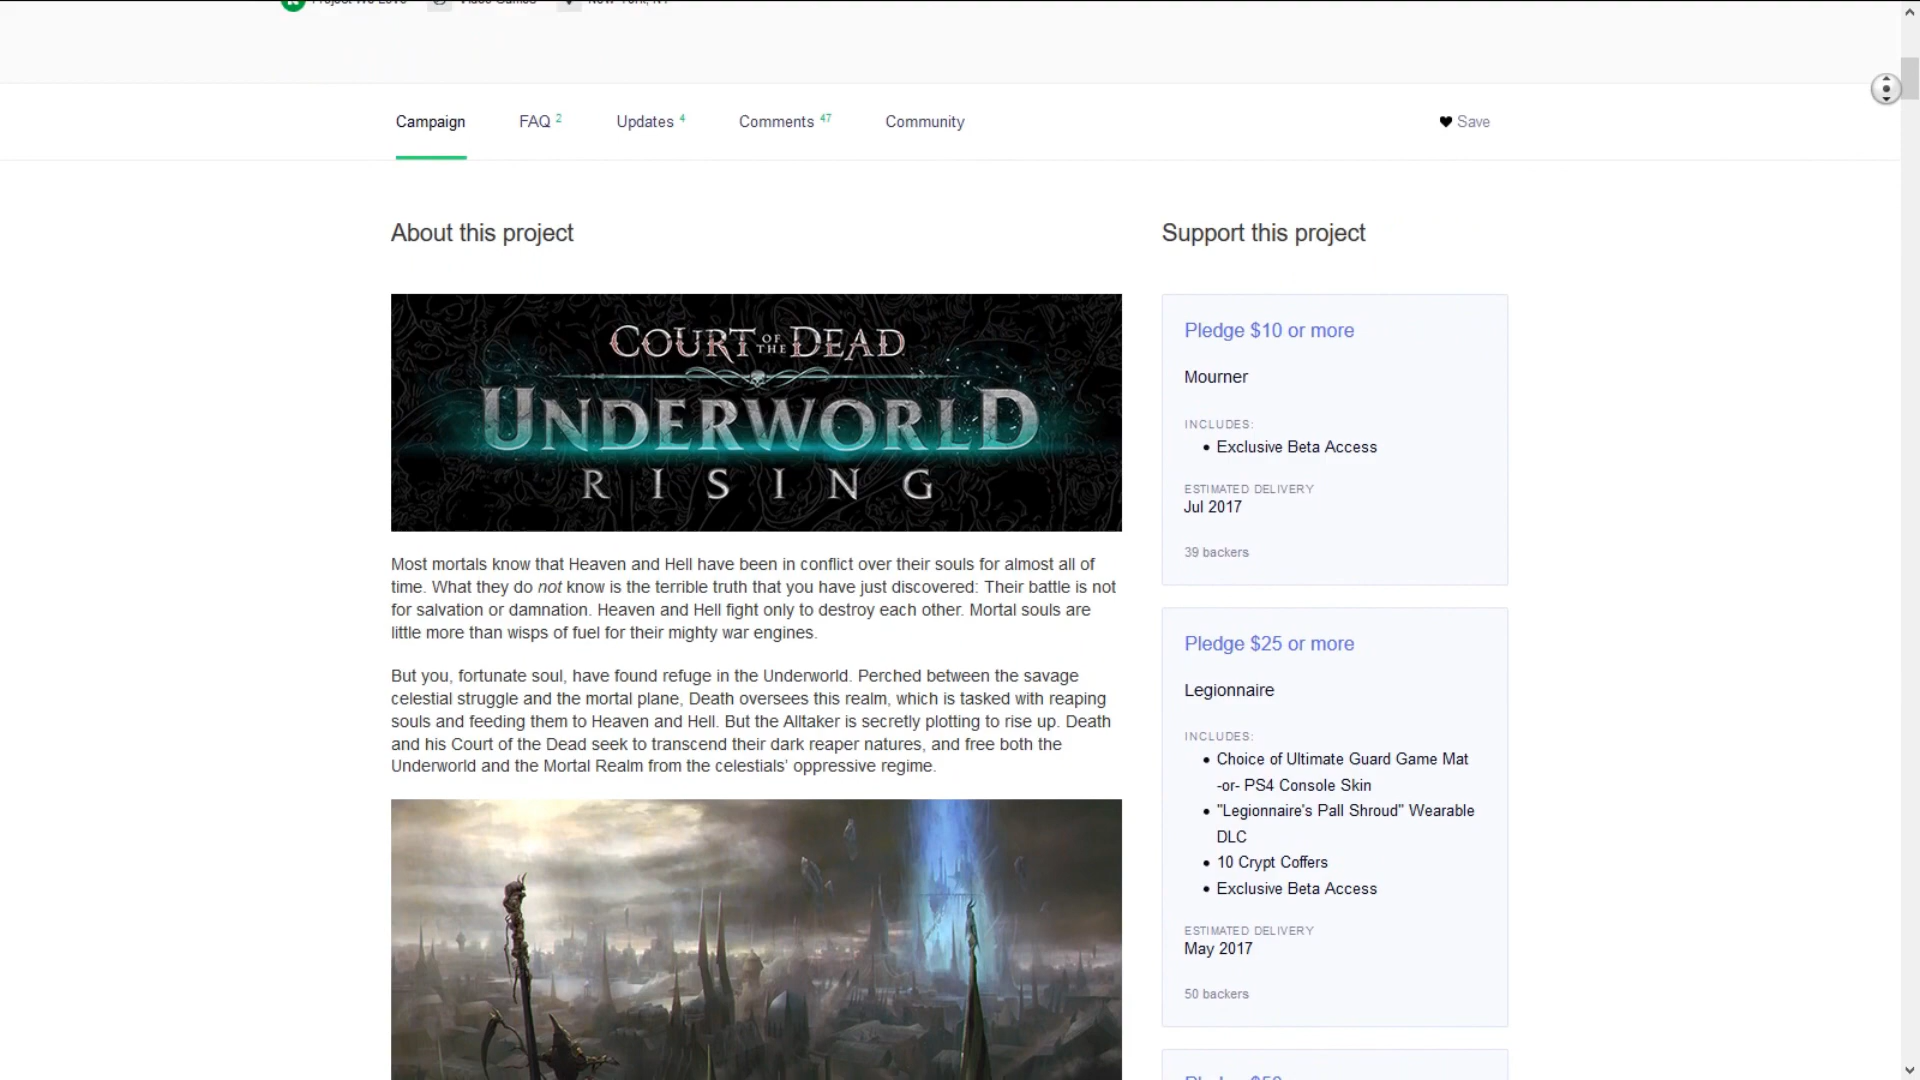 Project We Love Video Games New York, NY
Campaign FAQ 2 Updates 4 Comments 47 Community Save
About this project
COURT OF THE DEAD
UNDERWORLD
RISING
Most mortals know that Heaven and Hell have been in conflict over their souls for almost all of
time. What they do not know is the terrible truth that you have just discovered: Their battle is not
for salvation or damnation. Heaven and Hell fight only to destroy each other. Mortal souls are
little more than wisps of fuel for their mighty war engines.
But you, fortunate soul, have found refuge in the Underworld. Perched between the savage
celestial struggle and the mortal plane, Death oversees this realm, which is tasked with reaping
souls and feeding them to Heaven and Hell. But the Alltaker is secretly plotting to rise up. Death
and his Court of the Dead seek to transcend their dark reaper natures, and free both the
Underworld and the Mortal Realm from the celestials’ oppressive regime.
Support this project
Pledge $10 or more
Mourner
INCLUDES:
• Exclusive Beta Access
ESTIMATED DELIVERY
Jul 2017
39 backers
Pledge $25 or more
Legionnaire
INCLUDES:
• Choice of Ultimate Guard Game Mat
-or- PS4 Console Skin
• "Legionnaire's Pall Shroud" Wearable
DLC
• 10 Crypt Coffers
• Exclusive Beta Access
ESTIMATED DELIVERY
May 2017
50 backers